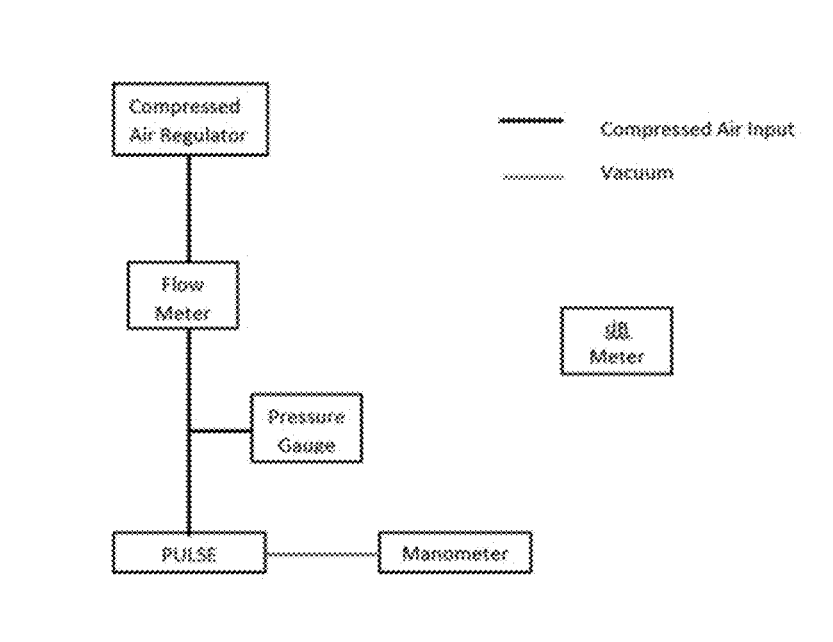 Compressed
Air Regulator
Compressed Air Input
Vacuum
Flow
Meter
dB
Meter
Pressure
Gauge
PULSE
Manometer